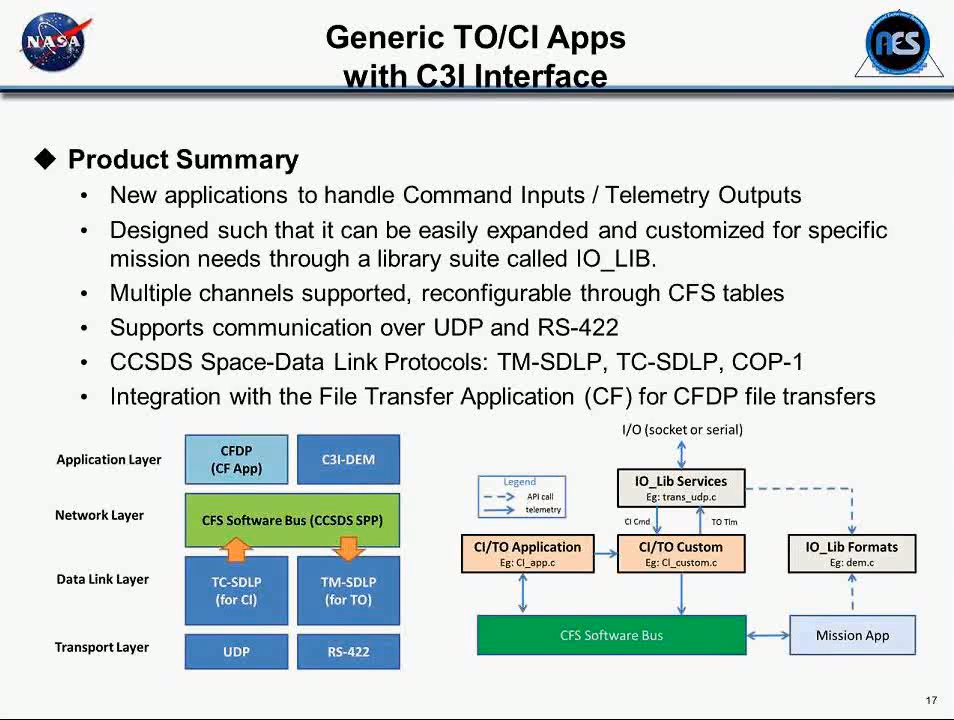 NASA
AES
Generic TO/CI Apps
with C3I Interface
Product Summary
• New applications to handle Command Inputs / Telemetry Outputs
• Designed such that it can be easily expanded and customized for specific
mission needs through a library suite called IO_LIB.
• Multiple channels supported, reconfigurable through CFS tables
• Supports communication over UDP and RS-422
• CCSDS Space-Data Link Protocols: TM-SDLP, TC-SDLP, COP-1
• Integration with the File Transfer Application (CF) for CFDP file transfers
Application Layer
CFDP
(CF App)
C3I-DEM
Network Layer
CFS Software Bus (CCSDS SPP)
Data Link Layer
TC-SDLP
(for CI)
TM-SDLP
(for TO)
Transport Layer
UDP
RS-422
I/O (socket or serial)
Legend
API call
telemetry
IO_Lib Services
Eg: trans_udp.c
CI Cmd
TO Tlm
CI/TO Application
Eg: CI_app.c
CI/TO Custom
Eg: CI_custom.c
IO_Lib Formats
Eg: dem.c
CFS Software Bus
Mission App
17